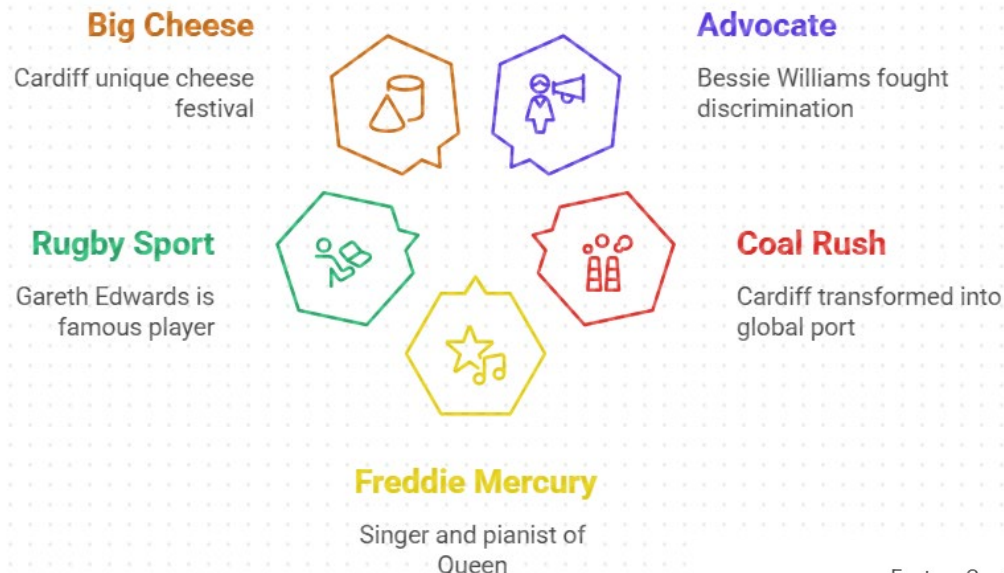 Big Cheese
Cardiff unique cheese
festival
Advocate
Bessie Williams fought
discrimination
Rugby Sport
Gareth Edwards is
famous player
Coal Rush
Cardiff transformed into
global port
Freddie Mercury
Singer and pianist of
Queen